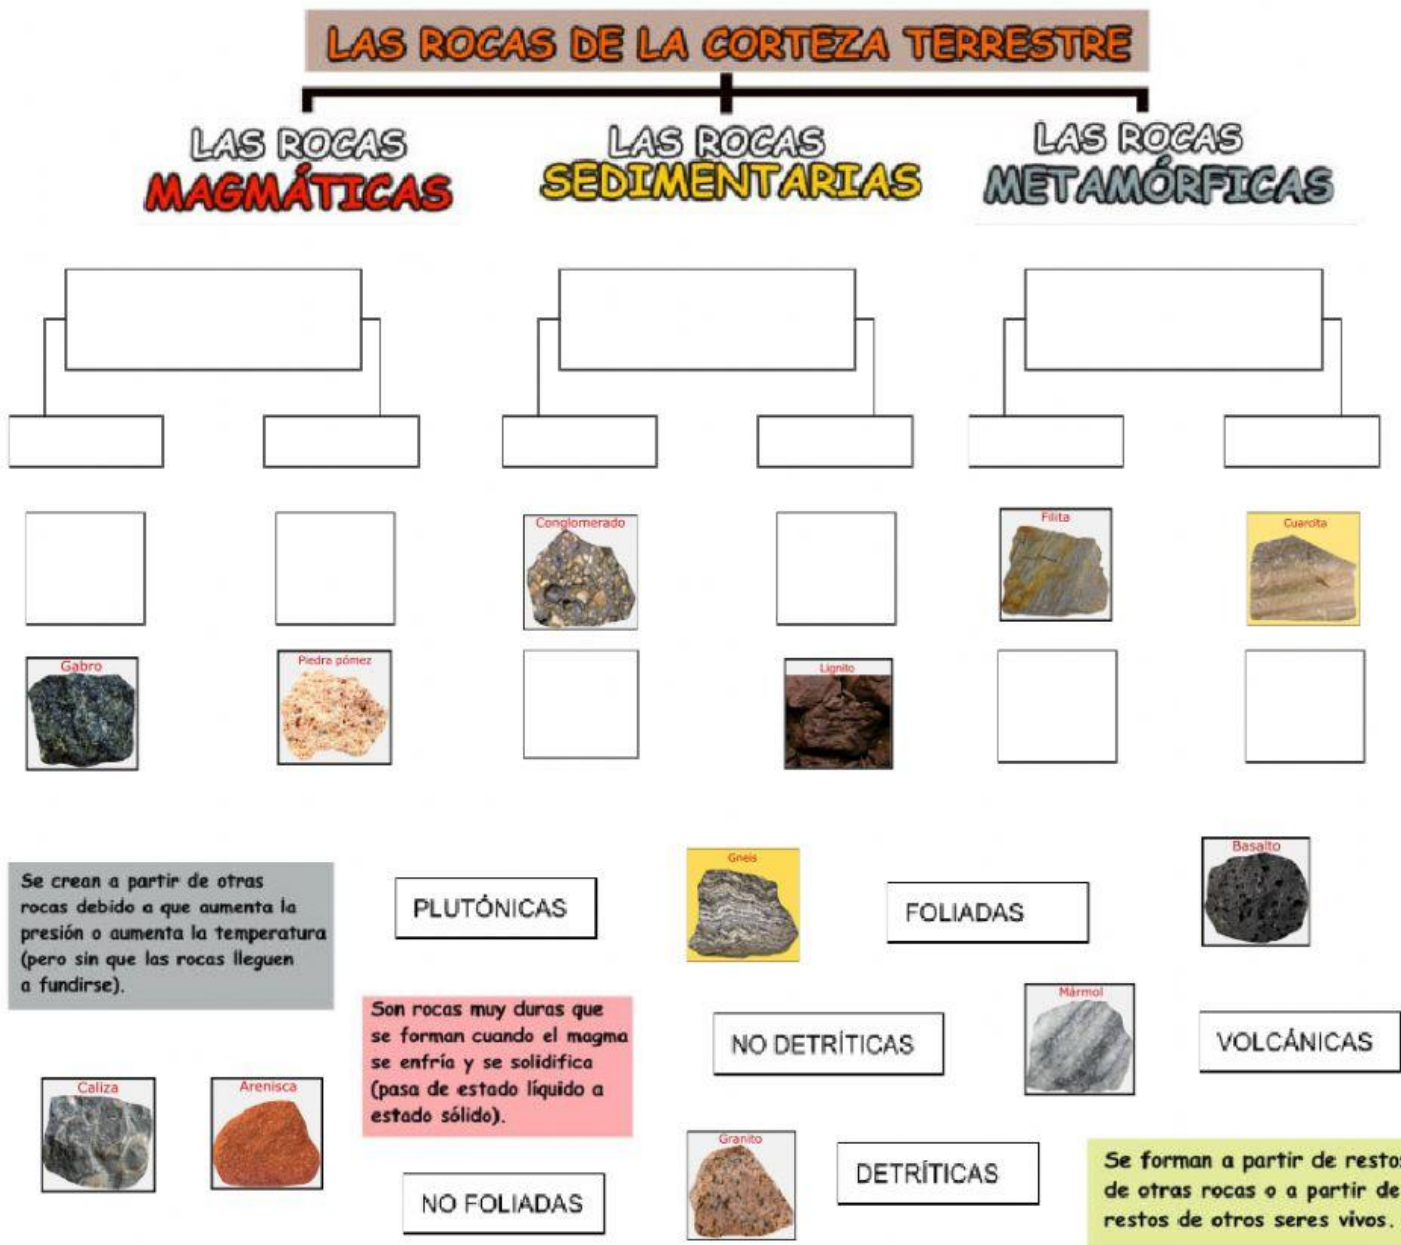 LAS ROCAS DE LA CORTEZA TERRESTRE
LAS ROCAS
MAGMÁTICAS
LAS ROCAS
SEDIMENTARIAS
LAS ROCAS
METAMÓRFICAS
Conglomerado
Filita
Cuarcita
Gabro
Piedra pómez
Lignito
Se crean a partir de otras
rocas debido a que aumenta la
presión o aumenta la temperatura
(pero sin que las rocas lleguen
a fundirse).
PLUTÓNICAS
Gneis
FOLIADAS
Basalto
Son rocas muy duras que
se forman cuando el magma
se enfría y se solidifica
(pasa de estado líquido a
estado sólido).
NO DETRÍTICAS
Mármol
VOLCÁNICAS
Caliza
Arenisca
NO FOLIADAS
Granito
DETRÍTICAS
Se forman a partir de restos
de otras rocas o a partir de
restos de otros seres vivos.